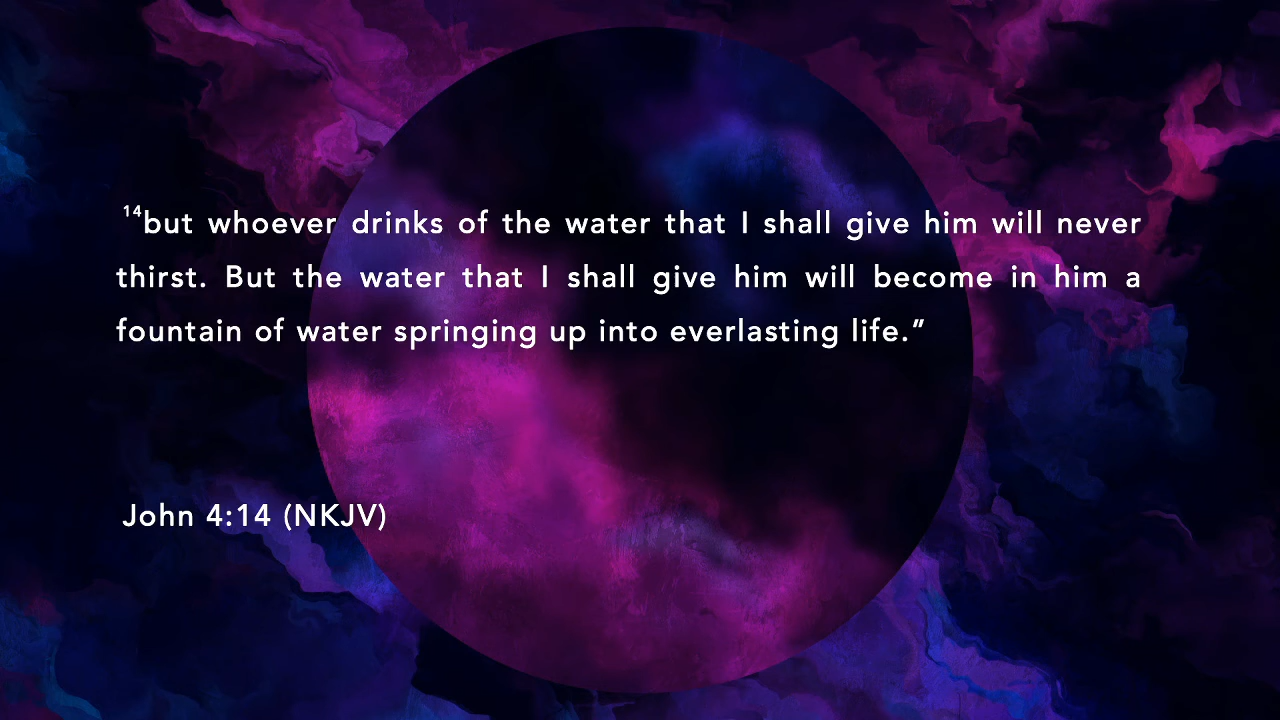 ¹⁴but whoever drinks of the water that I shall give him will never
thirst. But the water that I shall give him will become in him a
fountain of water springing up into everlasting life.”
John 4:14 (NKJV)